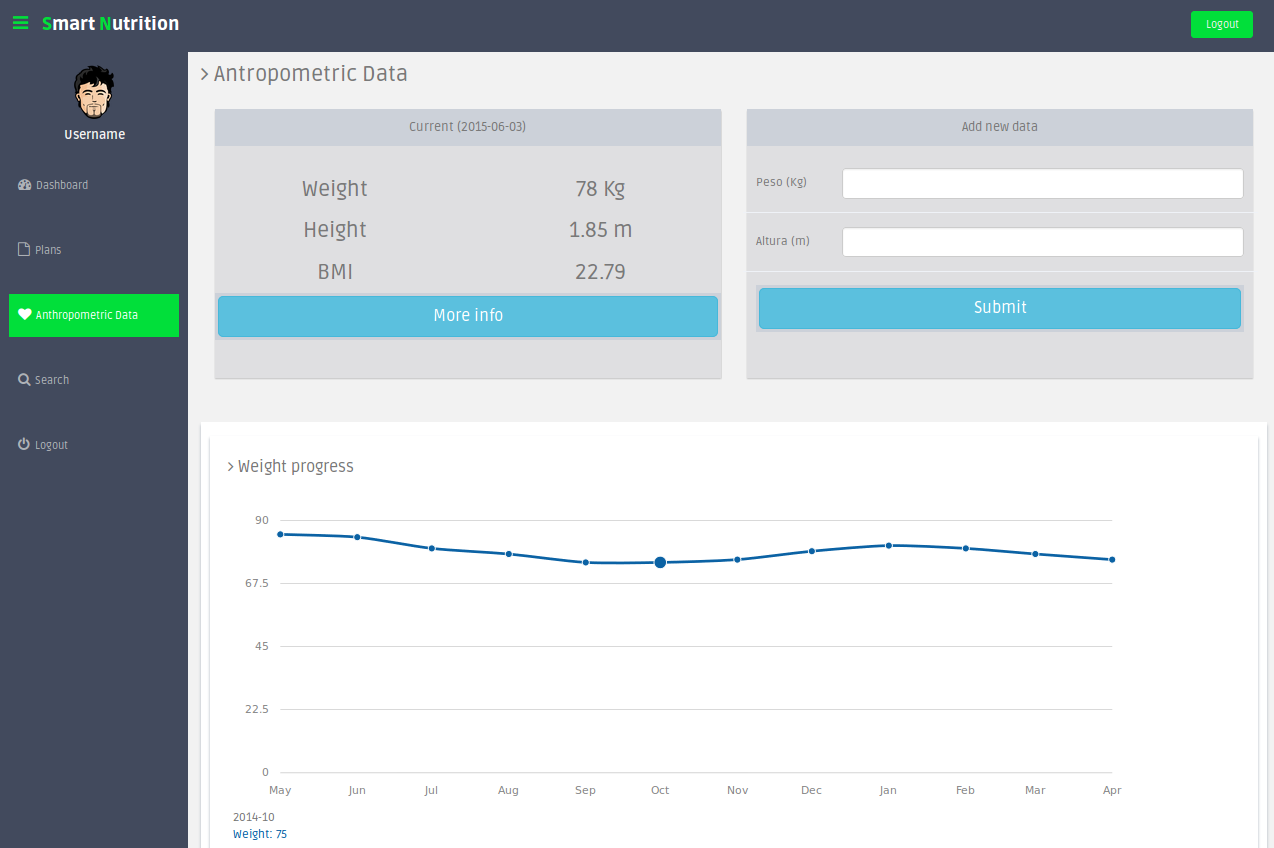 Smart Nutrition
Logout
Username
Dashboard
Plans
Anthropometric Data
Search
Logout
Antropometric Data
Current (2015-06-03)
Weight 78 Kg
Height 1.85 m
BMI 22.79
More info
Add new data
Peso (Kg)
Altura (m)
Submit
Weight progress
90
67.5
45
22.5
0
May Jun Jul Aug Sep Oct Nov Dec Jan Feb Mar Apr
2014-10
Weight: 75